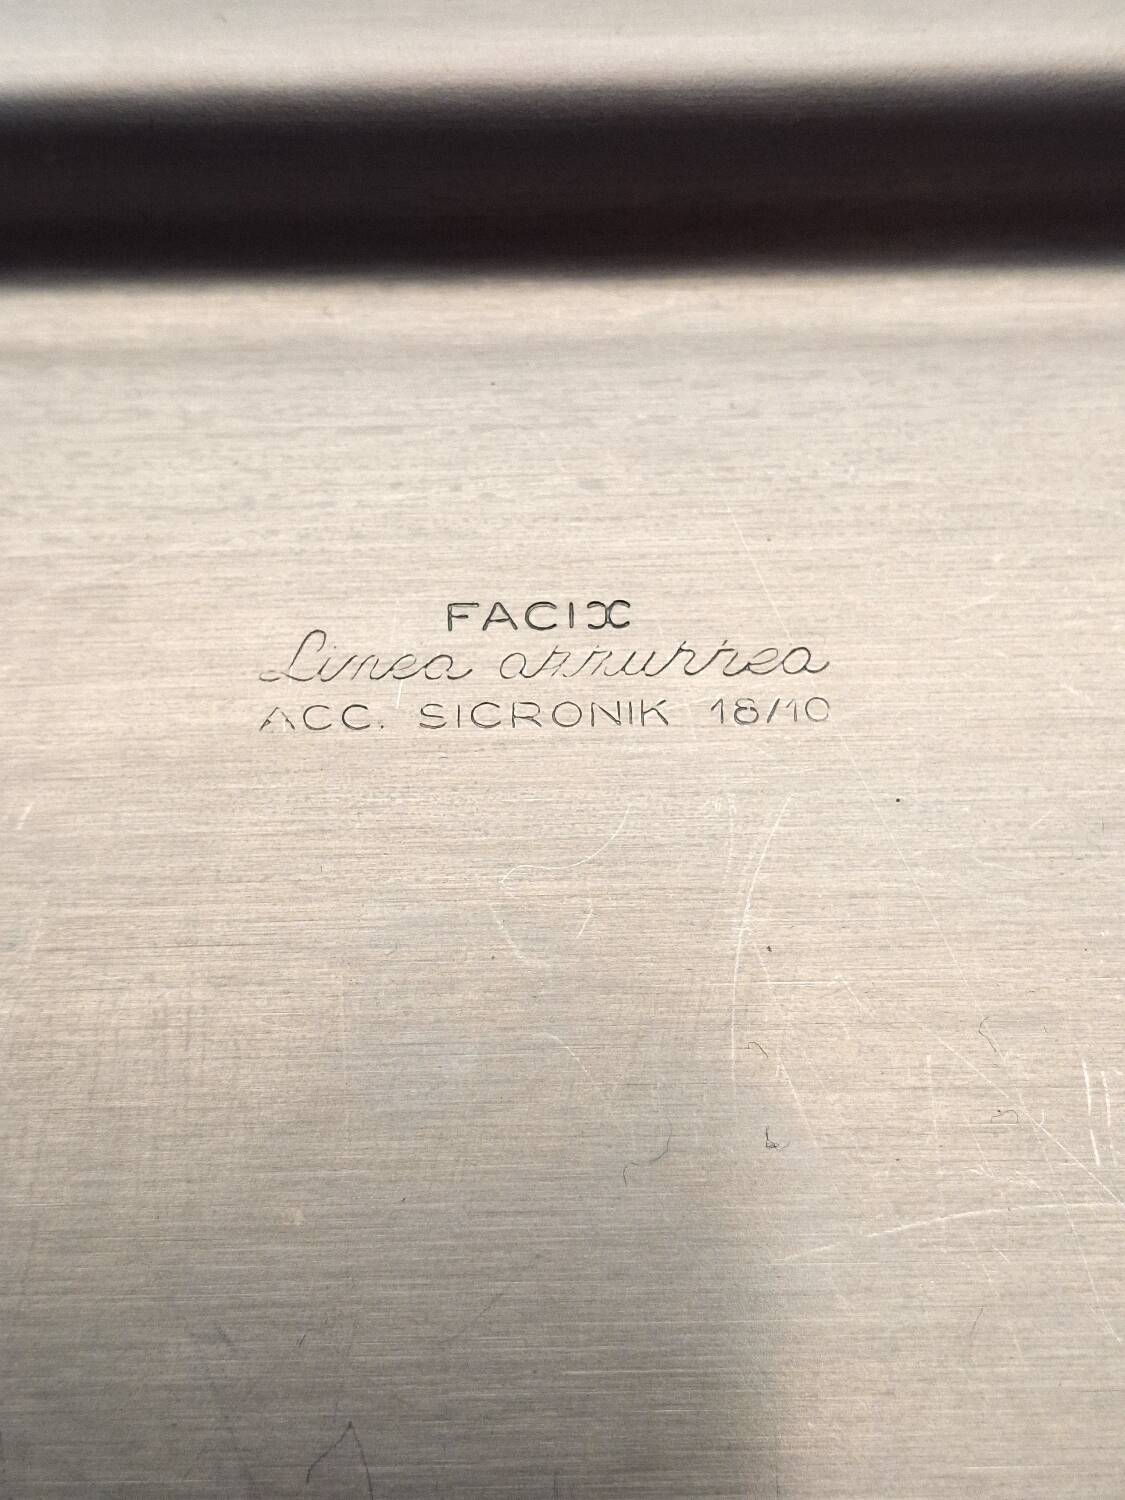 FACIX
Linea azzurrea
ACC. SICRONIK 18/10